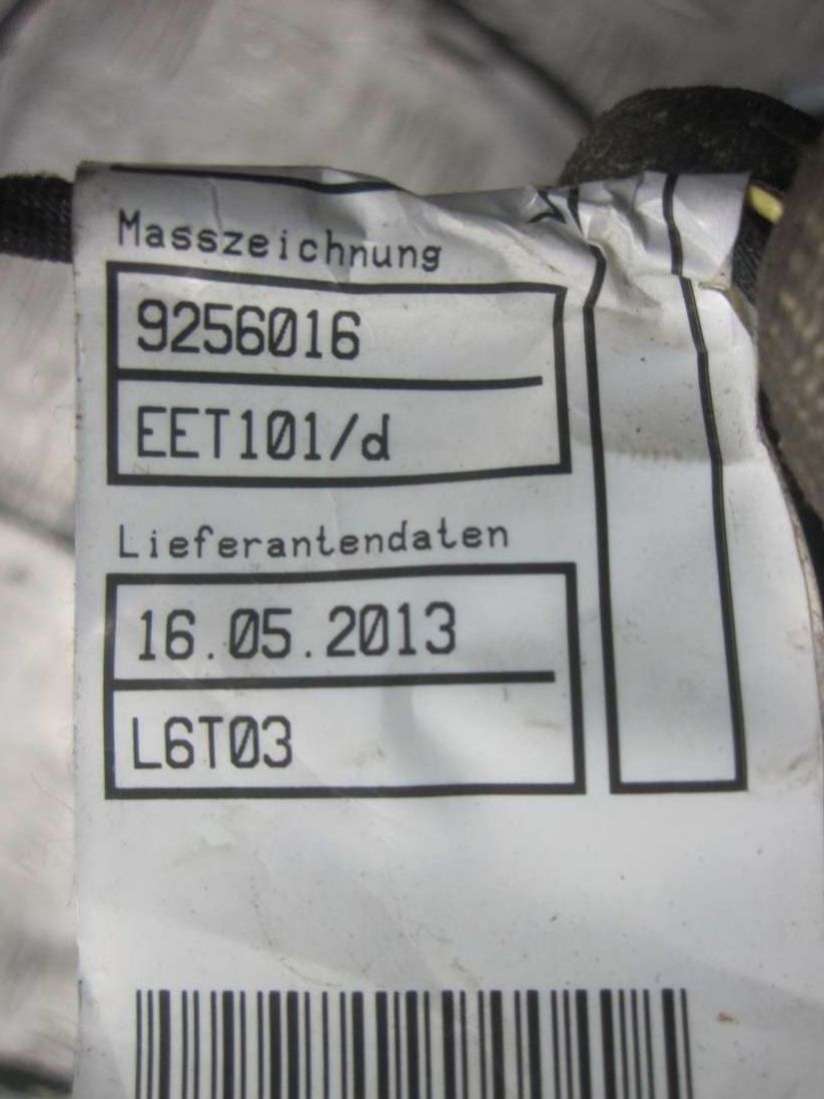 Masszeichnung
9256016
EET101/d
Lieferantendaten
16.05.2013
L6T03